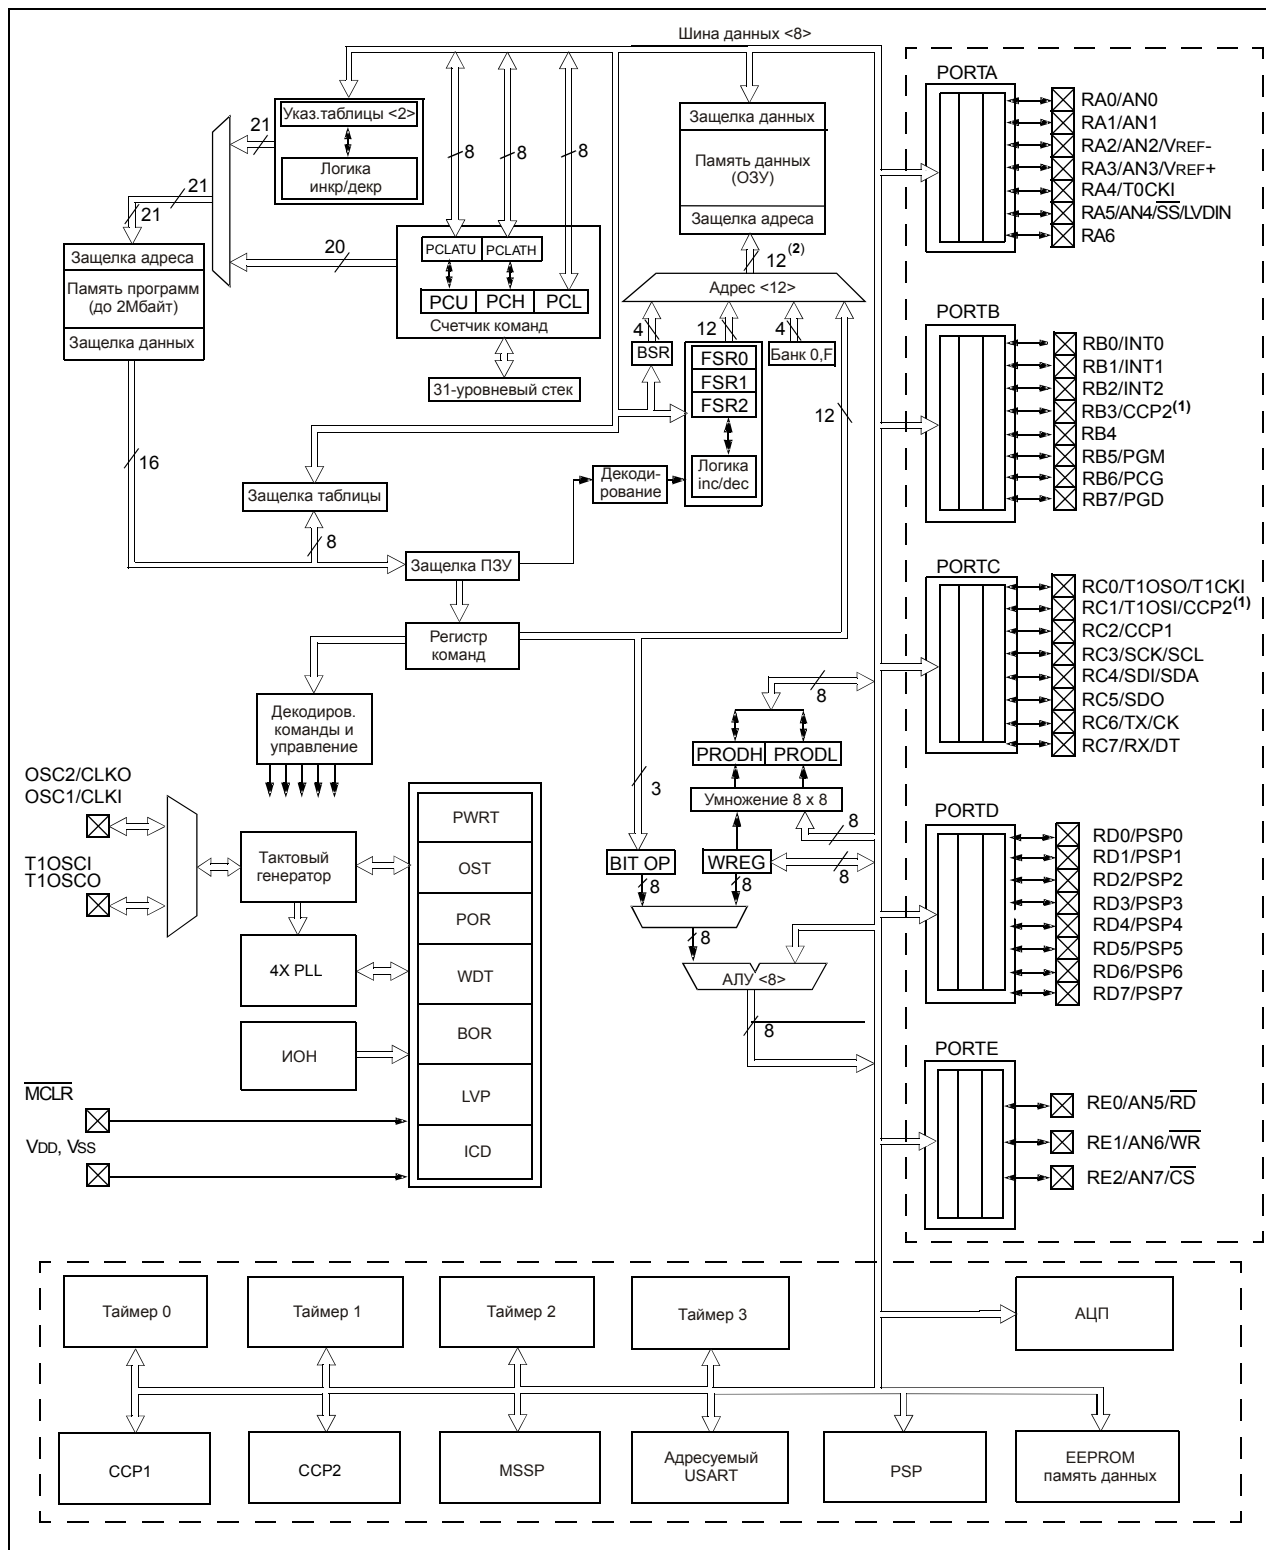 Шина данных <8>
Указ.таблицы <2>
Логика
инкр/декр
21
21
21
8
8
8
20
Защелка адреса
Память программ
(до 2Мбайт)
Защелка данных
PCLATU
PCLATH
PCU
PCH
PCL
Счетчик команд
31-уровневый стек
Защелка данных
Память данных
(ОЗУ)
Защелка адреса
12(2)
Адрес <12>
4
12
4
BSR
FSR0
FSR1
FSR2
Банк 0,F
12
Логика
inc/dec
Декоди-
рование
16
Защелка таблицы
8
Защелка ПЗУ
Регистр
команд
Декодиров.
команды и
управление
8
PRODH
PRODL
3
Умножение 8 x 8
8
BIT OP
WREG
8
8
8
8
АЛУ <8>
8
OSC2/CLKO
OSC1/CLKI
T1OSCI
T1OSCO
Тактовый
генератор
4X PLL
ИОН
MCLR
VDD, VSS
PWRT
OST
POR
WDT
BOR
LVP
ICD
PORTA
RA0/AN0
RA1/AN1
RA2/AN2/VREF-
RA3/AN3/VREF+
RA4/T0CKI
RA5/AN4/SS/LVDIN
RA6
PORTB
RB0/INT0
RB1/INT1
RB2/INT2
RB3/CCP2(1)
RB4
RB5/PGM
RB6/PCG
RB7/PGD
PORTC
RC0/T1OSO/T1CKI
RC1/T1OSI/CCP2(1)
RC2/CCP1
RC3/SCK/SCL
RC4/SDI/SDA
RC5/SDO
RC6/TX/CK
RC7/RX/DT
PORTD
RD0/PSP0
RD1/PSP1
RD2/PSP2
RD3/PSP3
RD4/PSP4
RD5/PSP5
RD6/PSP6
RD7/PSP7
PORTE
RE0/AN5/RD
RE1/AN6/WR
RE2/AN7/CS
Таймер 0
Таймер 1
Таймер 2
Таймер 3
АЦП
CCP1
CCP2
MSSP
Адресуемый
USART
PSP
EEPROM
память данных